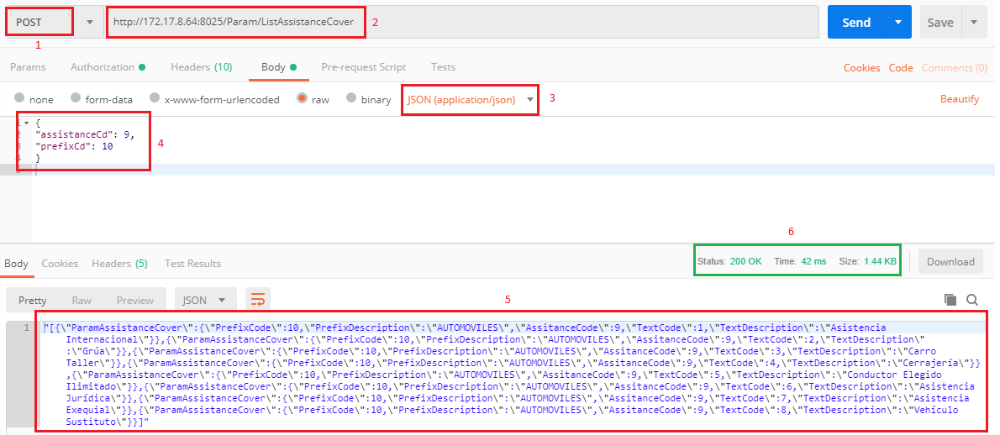 POST
http://172.17.8.64:8025/Param/ListAssistanceCover
2
Send
Save
1
Params
Authorization
Headers (10)
Body
Pre-request Script
Tests
Cookies
Code
Comments (0)
none
form-data
x-www-form-urlencoded
raw
binary
JSON (application/json)
3
Beautify
1 {
2 "assistanceCd": 9,
3 "prefixCd": 10
4 }
5
4
6
Body
Cookies
Headers (5)
Test Results
Status: 200 OK
Time: 42 ms
Size: 1.44 KB
Download
Pretty
Raw
Preview
JSON
5
1 "[{\"ParamAssistanceCover\":{\"PrefixCode\":10,\"PrefixDescription\":\"AUTOMOVILES\",\"AssitanceCode\":9,\"TextCode\":1,\"TextDescription\":\"Asistencia
Internacional\"}},{\"ParamAssistanceCover\":{\"PrefixCode\":10,\"PrefixDescription\":\"AUTOMOVILES\",\"AssitanceCode\":9,\"TextCode\":2,\"TextDescription\"
:\"Grúa\"}},{\"ParamAssistanceCover\":{\"PrefixCode\":10,\"PrefixDescription\":\"AUTOMOVILES\",\"AssitanceCode\":9,\"TextCode\":3,\"TextDescription\":\"Carro
Taller\"}},{\"ParamAssistanceCover\":{\"PrefixCode\":10,\"PrefixDescription\":\"AUTOMOVILES\",\"AssitanceCode\":9,\"TextCode\":4,\"TextDescription\":\"Cerrajería\"}}
,{\"ParamAssistanceCover\":{\"PrefixCode\":10,\"PrefixDescription\":\"AUTOMOVILES\",\"AssitanceCode\":9,\"TextCode\":5,\"TextDescription\":\"Conductor Elegido
Ilimitado\"}},{\"ParamAssistanceCover\":{\"PrefixCode\":10,\"PrefixDescription\":\"AUTOMOVILES\",\"AssitanceCode\":9,\"TextCode\":6,\"TextDescription\":\"Asistencia
Jurídica\"}},{\"ParamAssistanceCover\":{\"PrefixCode\":10,\"PrefixDescription\":\"AUTOMOVILES\",\"AssitanceCode\":9,\"TextCode\":7,\"TextDescription\":\"Asistencia
Exequial\"}},{\"ParamAssistanceCover\":{\"PrefixCode\":10,\"PrefixDescription\":\"AUTOMOVILES\",\"AssitanceCode\":9,\"TextCode\":8,\"TextDescription\":\"Vehículo
Sustituto\"}}]"